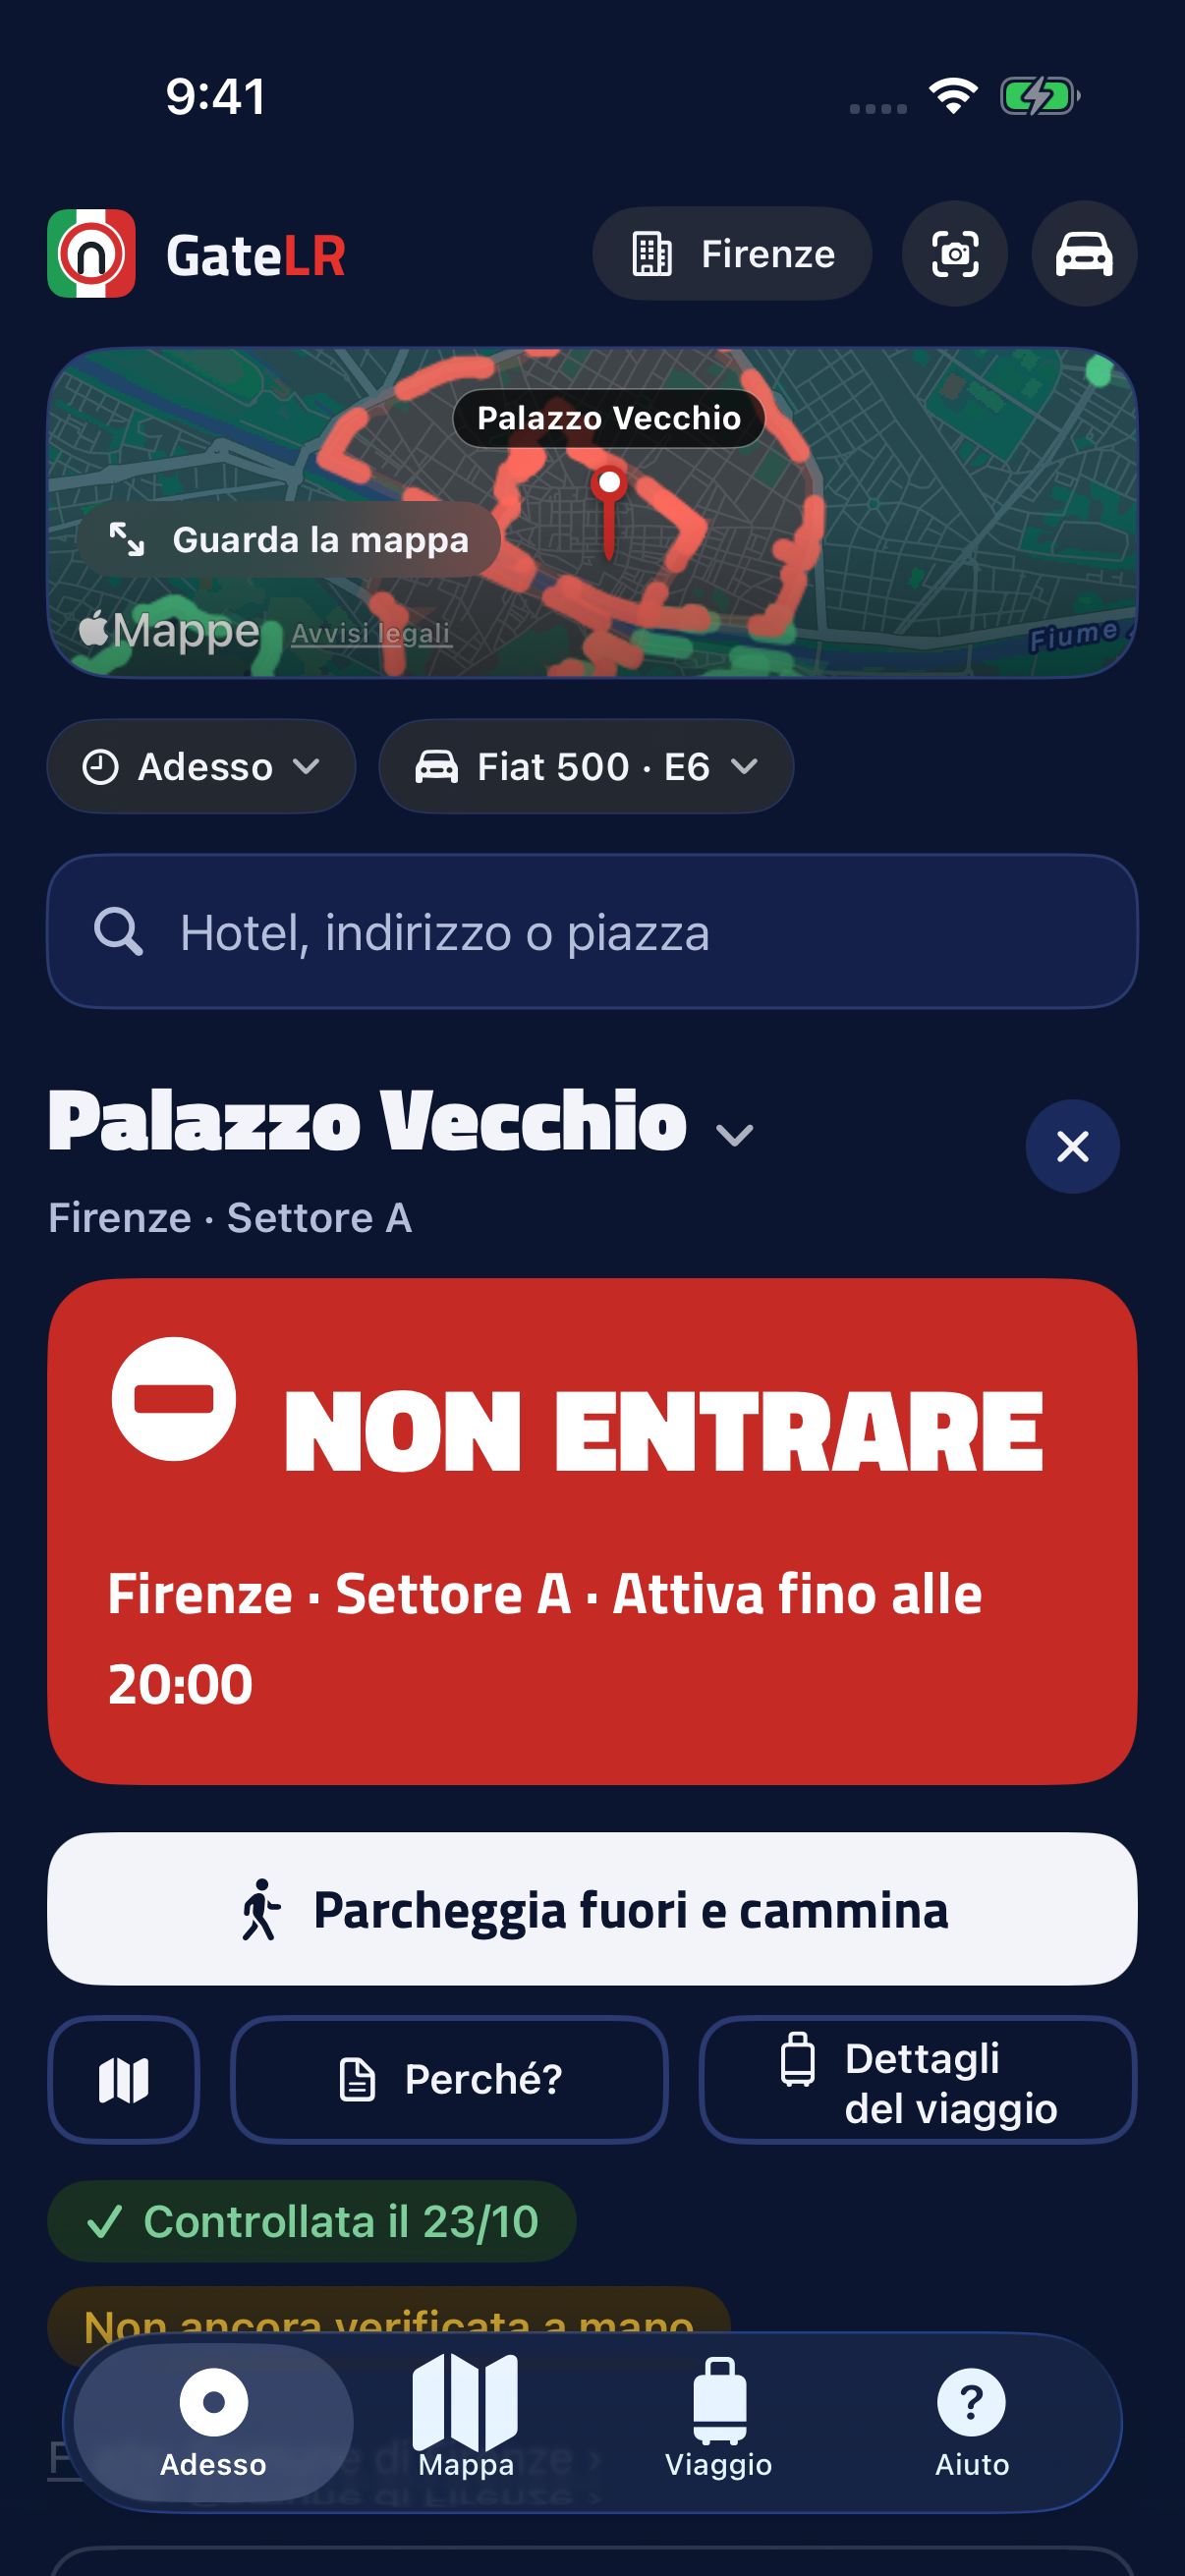 9:41
GateLR
Firenze
Palazzo Vecchio
Guarda la mappa
Mappe
Avvisi legali
Fiume
Adesso
Fiat 500 · E6
Hotel, indirizzo o piazza
Palazzo Vecchio
Firenze · Settore A
NON ENTRARE
Firenze · Settore A · Attiva fino alle
20:00
Parcheggia fuori e cammina
Perché?
Dettagli
del viaggio
Controllata il 23/10
Non ancora verificata a mano
Adesso
Mappa
Viaggio
Aiuto